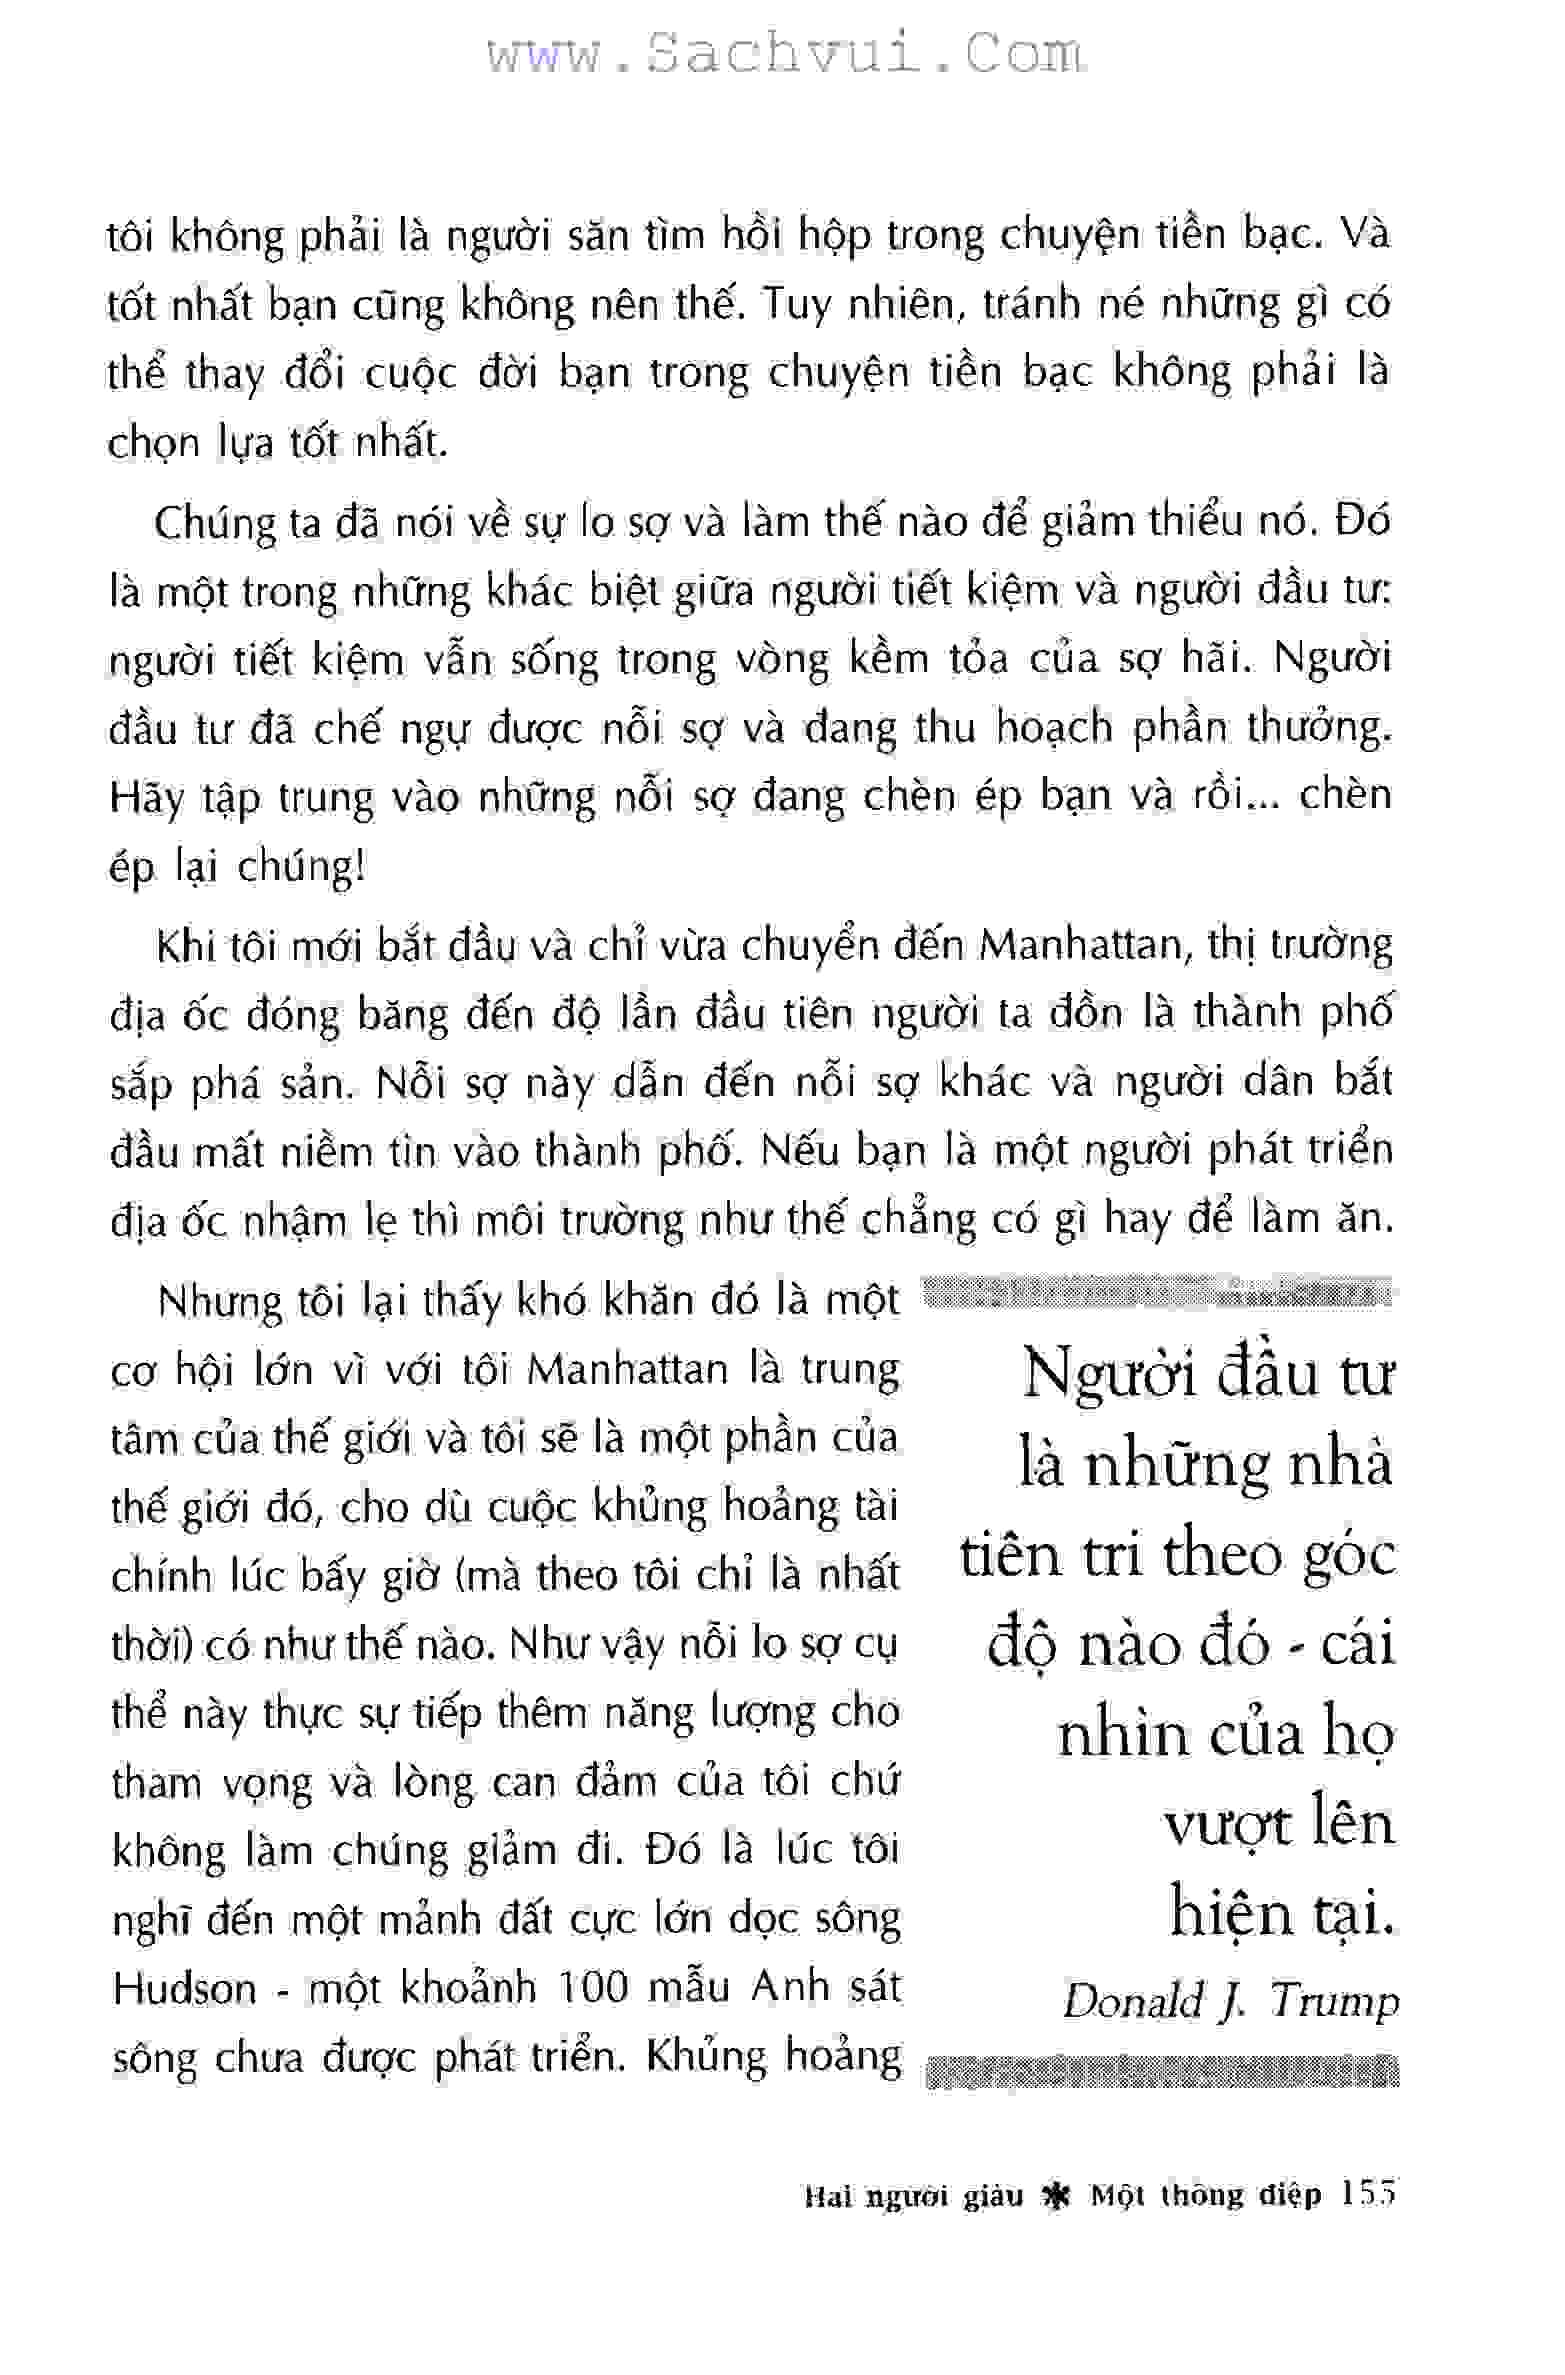 www.Sachvui.Com
tôi không phải là người săn tìm hồi hộp trong chuyện tiền bạc. Và
tốt nhất bạn cũng không nên thế. Tuy nhiên, tránh né những gì có
thể thay đổi cuộc đời bạn trong chuyện tiền bạc không phải là
chọn lựa tốt nhất.
Chúng ta đã nói về sự lo sợ và làm thế nào để giảm thiểu nó. Đó
là một trong những khác biệt giữa người tiết kiệm và người đầu tư:
người tiết kiệm vẫn sống trong vòng kềm tỏa của sợ hãi. Người
đầu tư đã chế ngự được nỗi sợ và đang thu hoạch phần thưởng.
Hãy tập trung vào những nỗi sợ đang chèn ép bạn và rồi... chèn
ép lại chúng!
Khi tôi mới bắt đầu và chỉ vừa chuyển đến Manhattan, thị trường
địa ốc đóng băng đến độ lần đầu tiên người ta đồn là thành phố
sắp phá sản. Nỗi sợ này dẫn đến nỗi sợ khác và người dân bắt
đầu mất niềm tin vào thành phố. Nếu bạn là một người phát triển
địa ốc nhậm lẹ thì môi trường như thế chẳng có gì hay để làm ăn.
Nhưng tôi lại thấy khó khăn đó là một
cơ hội lớn vì với tôi Manhattan là trung
tâm của thế giới và tôi sẽ là một phần của
thế giới đó, cho dù cuộc khủng hoảng tài
chính lúc bấy giờ (mà theo tôi chỉ là nhất
thời) có như thế nào. Như vậy nỗi lo sợ cụ
thể này thực sự tiếp thêm năng lượng cho
tham vọng và lòng can đảm của tôi chứ
không làm chúng giảm đi. Đó là lúc tôi
nghĩ đến một mảnh đất cực lớn dọc sông
Hudson - một khoảnh 100 mẫu Anh sát
sông chưa được phát triển. Khủng hoảng
Người đầu tư
là những nhà
tiên tri theo góc
độ nào đó - cái
nhìn của họ
vượt lên
hiện tại.
Donald J. Trump
Hai người giàu ✱ Một thông điệp 155